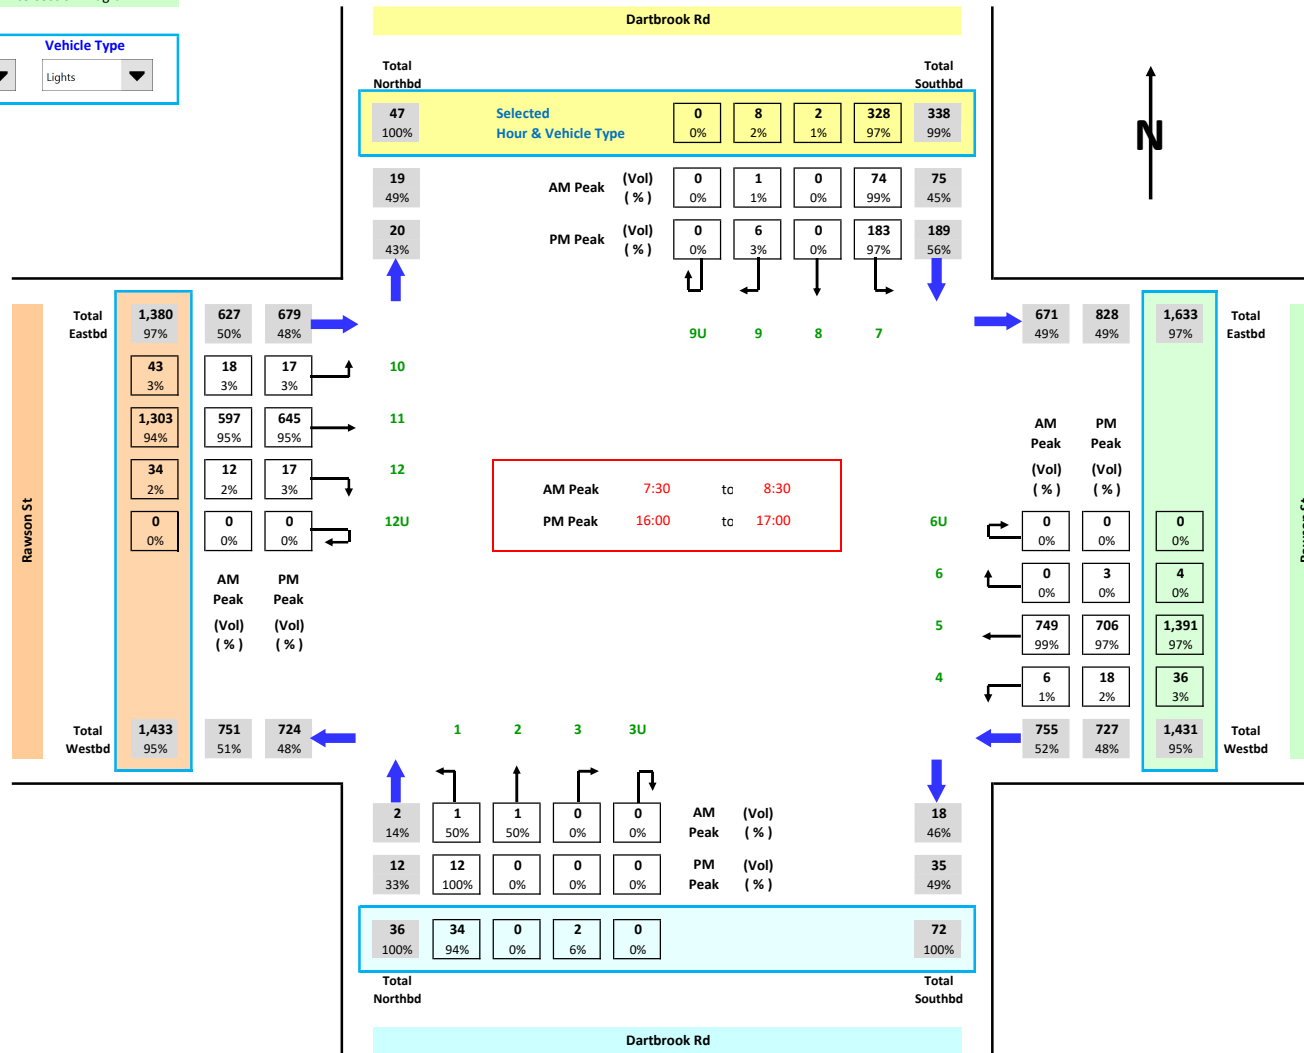 Dartbrook Rd
Vehicle Type
Lights
Total Northbd
Total Southbd
47 Selected 0 8 2 328 338
100% Hour & Vehicle Type 0% 2% 1% 97% 99%
N
19 AM Peak (Vol) 0 1 0 74 75
49% ( % ) 0% 1% 0% 99% 45%
20 PM Peak (Vol) 0 6 0 183 189
43% ( % ) 0% 3% 0% 97% 56%
9U 9 8 7
Total Eastbd
1,380 627 679
97% 50% 48%
43 18 17 10
3% 3% 3%
1,303 597 645 11
94% 95% 95%
34 12 17 12
2% 2% 3%
0 0 0 12U
0% 0% 0%
AM PM
Peak Peak
(Vol) (Vol)
( % ) ( % )
Rawson St
Total Westbd
1,433 751 724
95% 51% 48%
AM Peak 7:30 to 8:30
PM Peak 16:00 to 17:00
671 828 1,633
49% 49% 97%
Total Eastbd
AM PM
Peak Peak
(Vol) (Vol)
( % ) ( % )
6U 0 0 0
0% 0% 0%
6 0 3 4
0% 0% 0%
5 749 706 1,391
99% 97% 97%
4 6 18 36
1% 2% 3%
755 727 1,431
52% 48% 95%
Total Westbd
1 2 3 3U
2 1 1 0 0 AM (Vol) 18
14% 50% 50% 0% 0% Peak ( % ) 46%
12 12 0 0 0 PM (Vol) 35
33% 100% 0% 0% 0% Peak ( % ) 49%
36 34 0 2 0 72
100% 94% 0% 6% 0% 100%
Total Northbd
Total Southbd
Dartbrook Rd